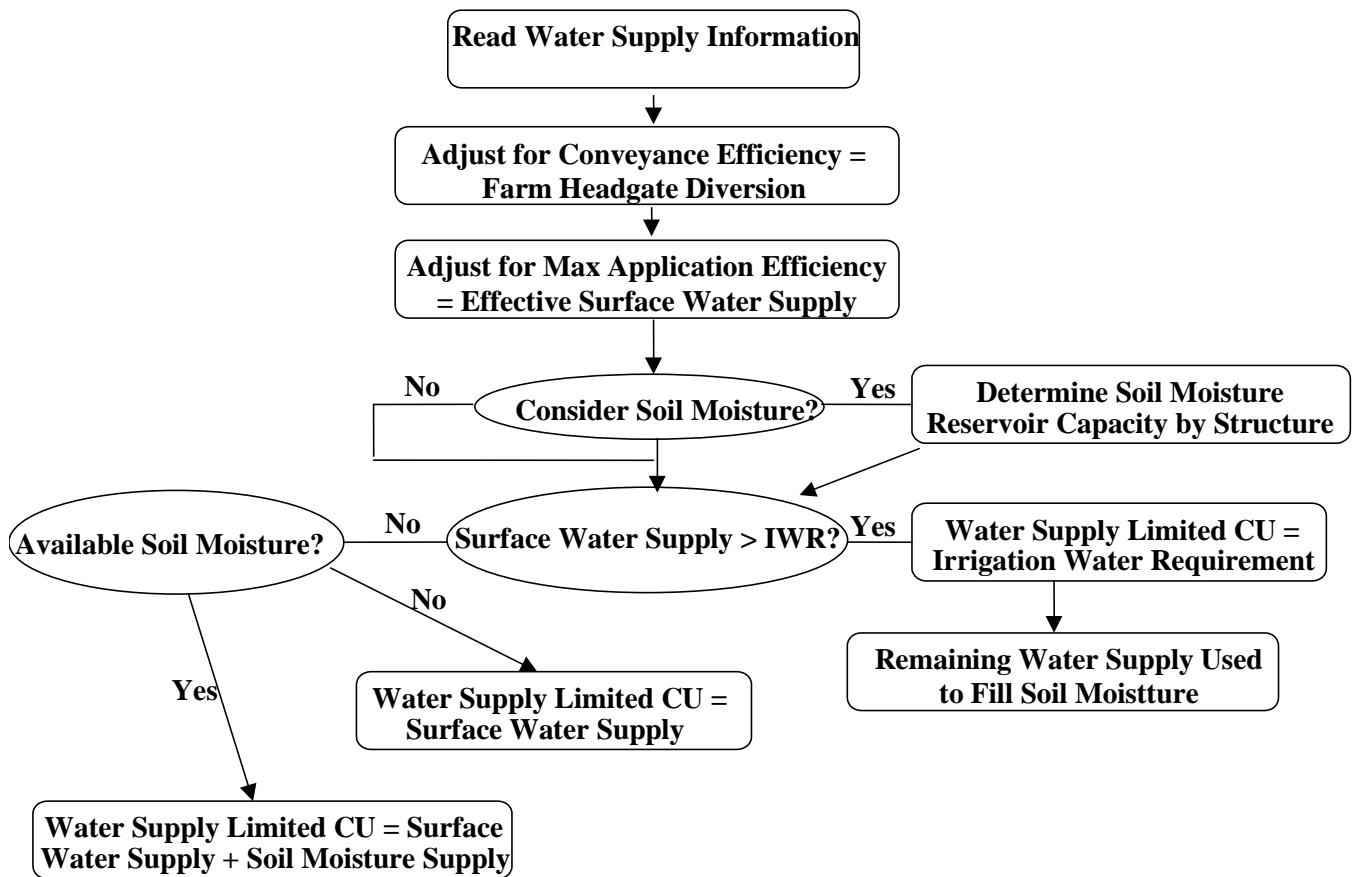 Read Water Supply Information
Adjust for Conveyance Efficiency =
Farm Headgate Diversion
Adjust for Max Application Efficiency
= Effective Surface Water Supply
No
Consider Soil Moisture?
Yes
Determine Soil Moisture
Reservoir Capacity by Structure
Available Soil Moisture?
No
Surface Water Supply > IWR?
Yes
Water Supply Limited CU =
Irrigation Water Requirement
No
Remaining Water Supply Used
to Fill Soil Moistture
Yes
Water Supply Limited CU =
Surface Water Supply
Water Supply Limited CU = Surface
Water Supply + Soil Moisture Supply